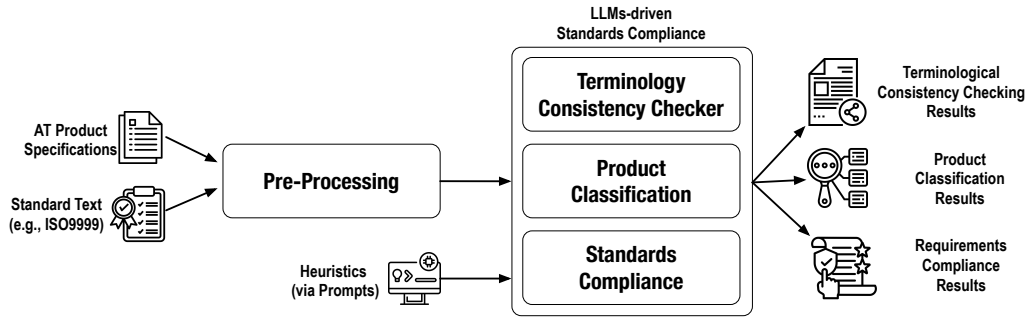 LLMs-driven
Standards Compliance
Terminology
Consistency Checker
Terminological
Consistency Checking
Results
AT Product
Specifications
Pre-Processing
Product
Classification
Product
Classification
Results
Standard Text
(e.g., ISO9999)
Heuristics
(via Prompts)
Standards
Compliance
Requirements
Compliance
Results